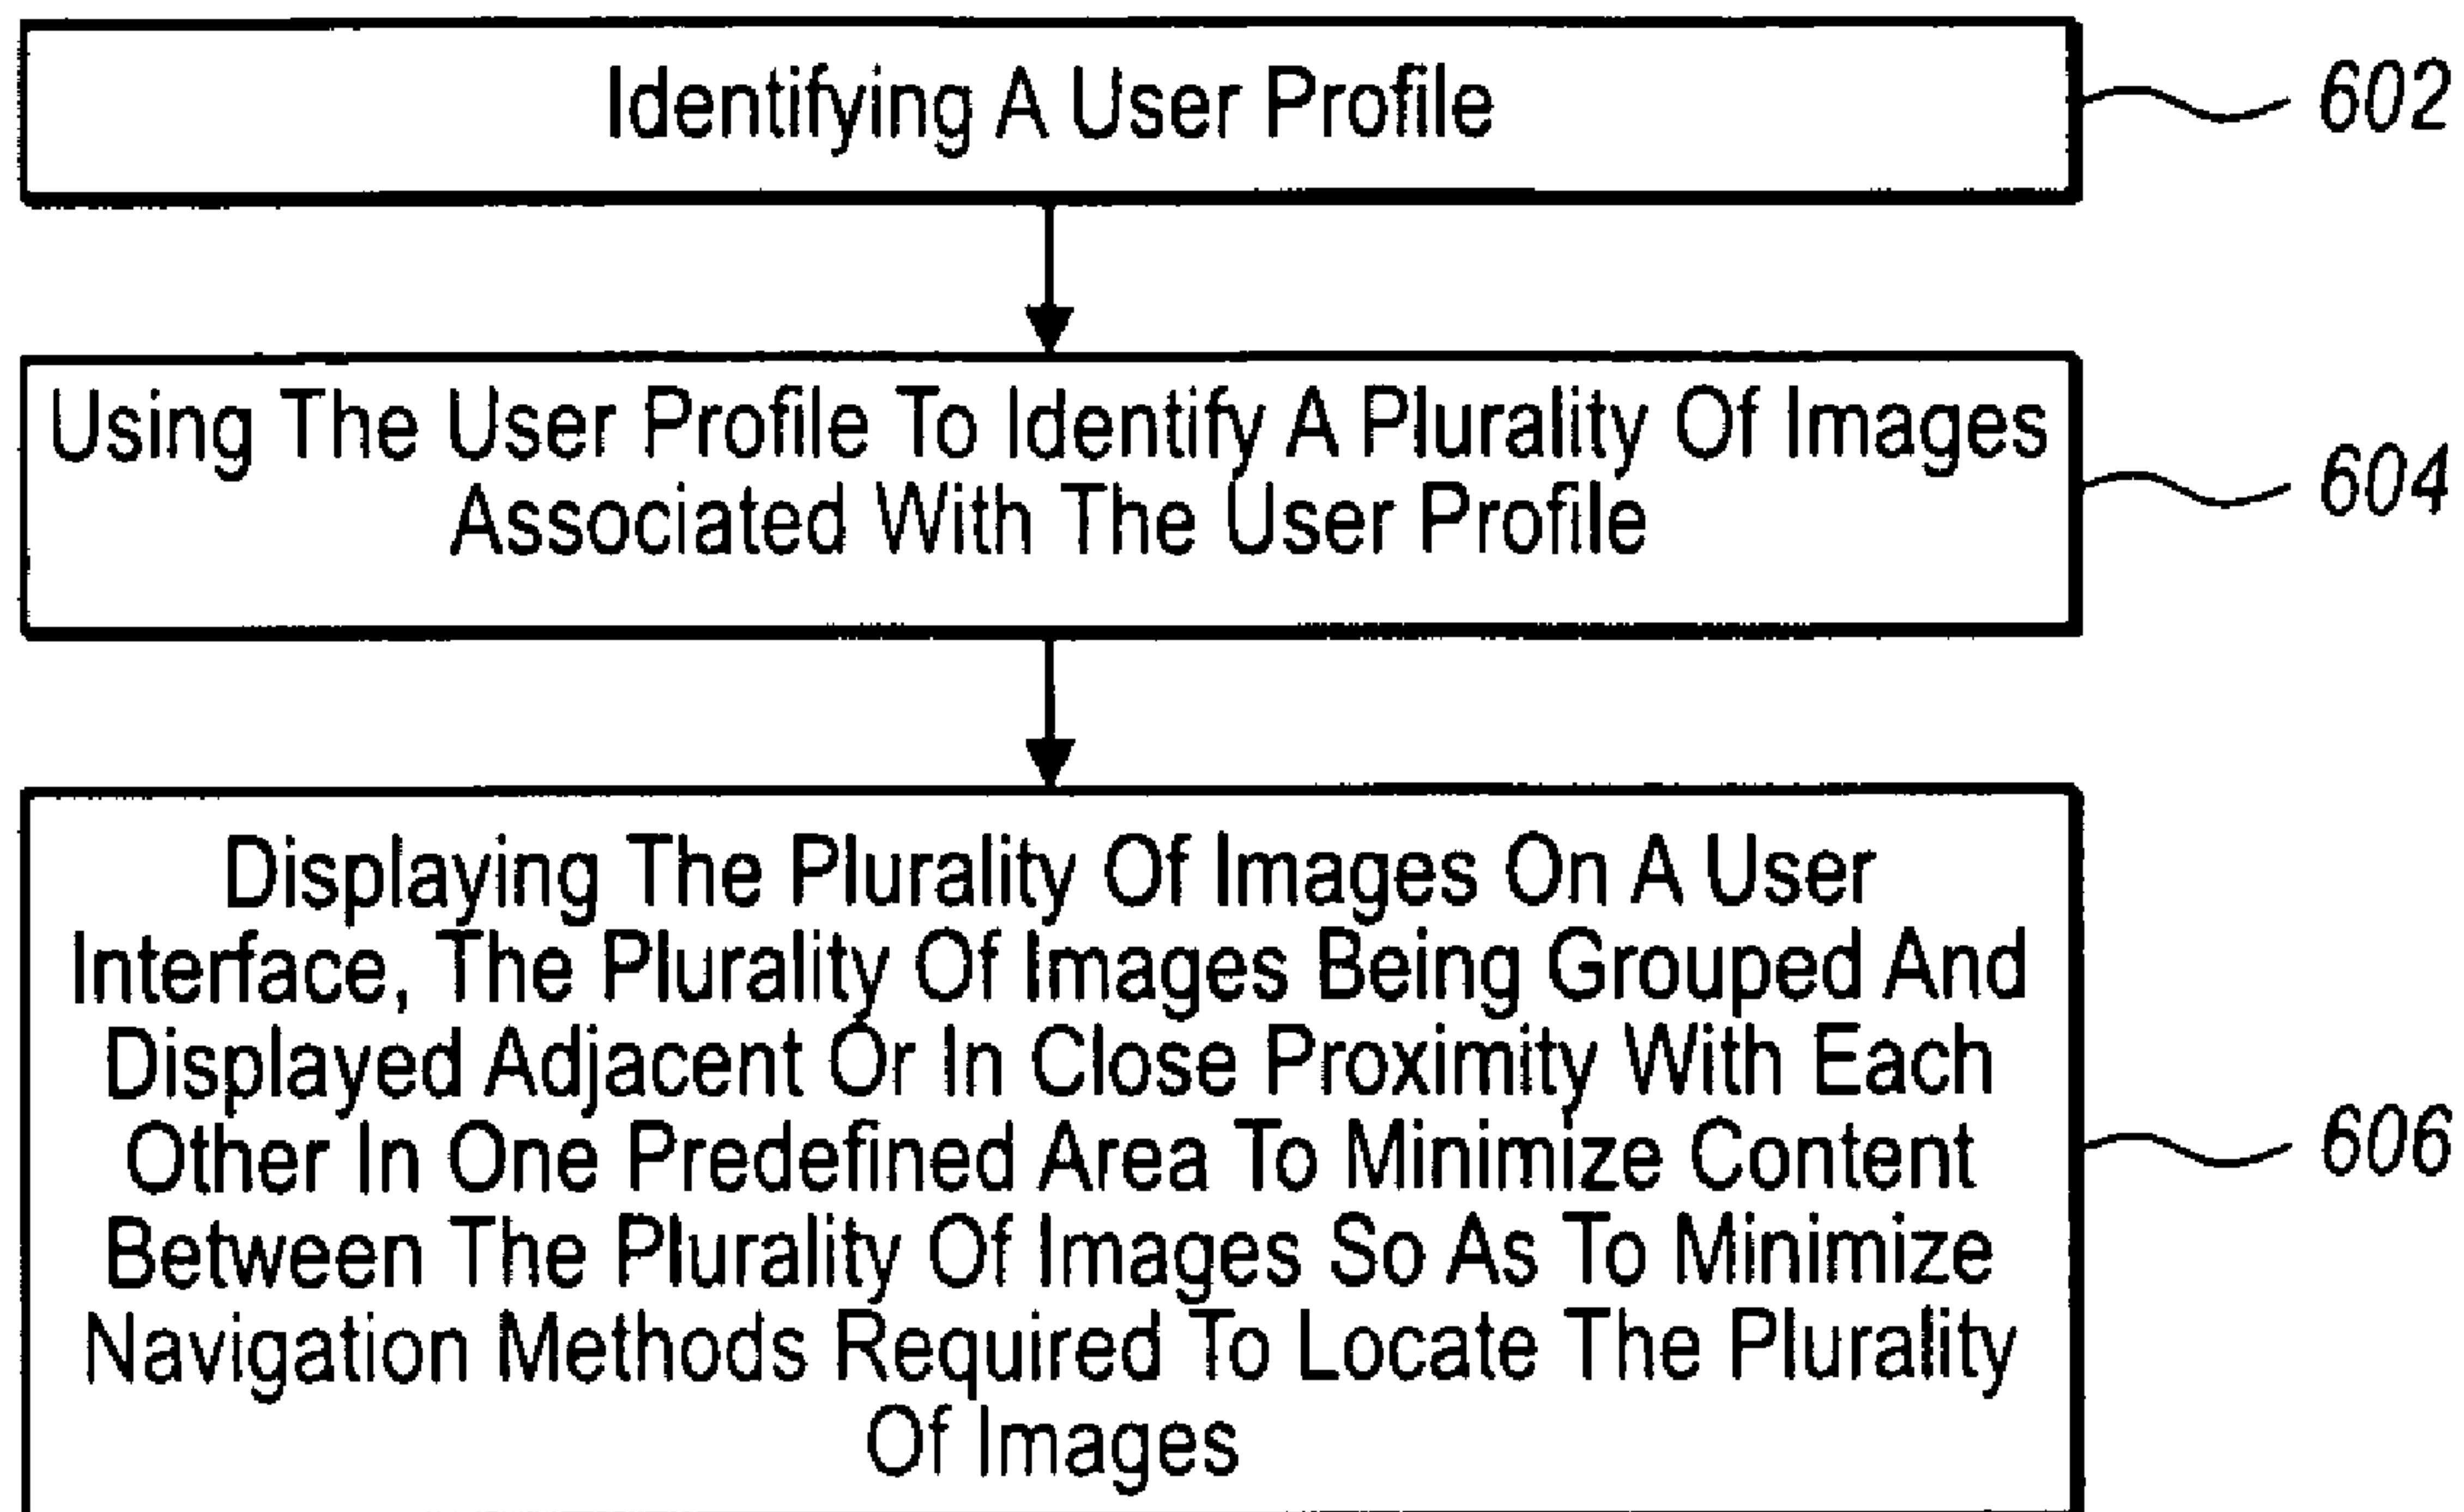 Identifying A User Profile
602
Using The User Profile To Identify A Plurality Of Images
Associated With The User Profile
604
Displaying The Plurality Of Images On A User
Interface, The Plurality Of Images Being Grouped And
Displayed Adjacent Or In Close Proximity With Each
Other In One Predefined Area To Minimize Content
Between The Plurality Of Images So As To Minimize
Navigation Methods Required To Locate The Plurality
Of Images
606